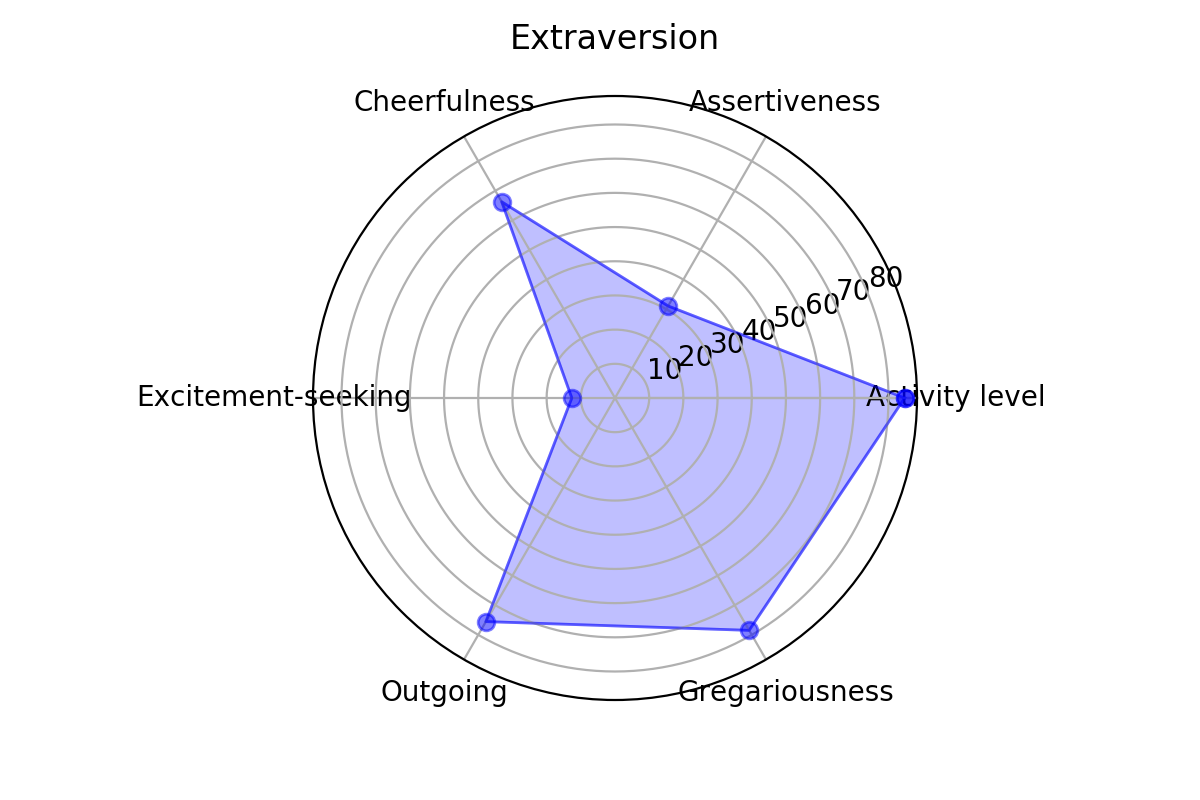 Extraversion
Cheerfulness
Assertiveness
80
70
60
50
40
30
20
10
Excitement-seeking
Activity level
Outgoing
Gregariousness